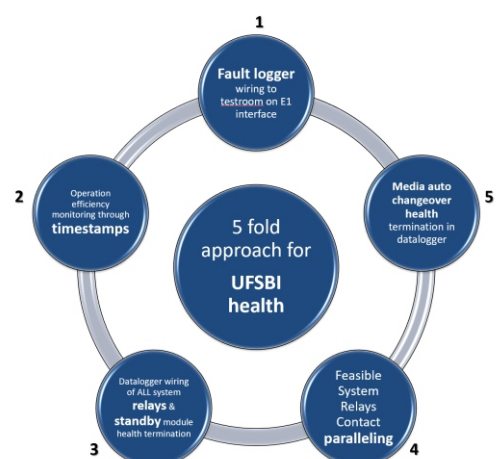 1
Fault logger
wiring to
testroom on E1
interface
2
Operation
efficiency
monitoring through
timestamps
5 fold
approach for
UFSBI
health
5
Media auto
changeover
health
termination in
datalogger
Datalogger wiring
of ALL system
relays &
standby module
health termination
3
Feasible
System
Relays
Contact
paralleling
4